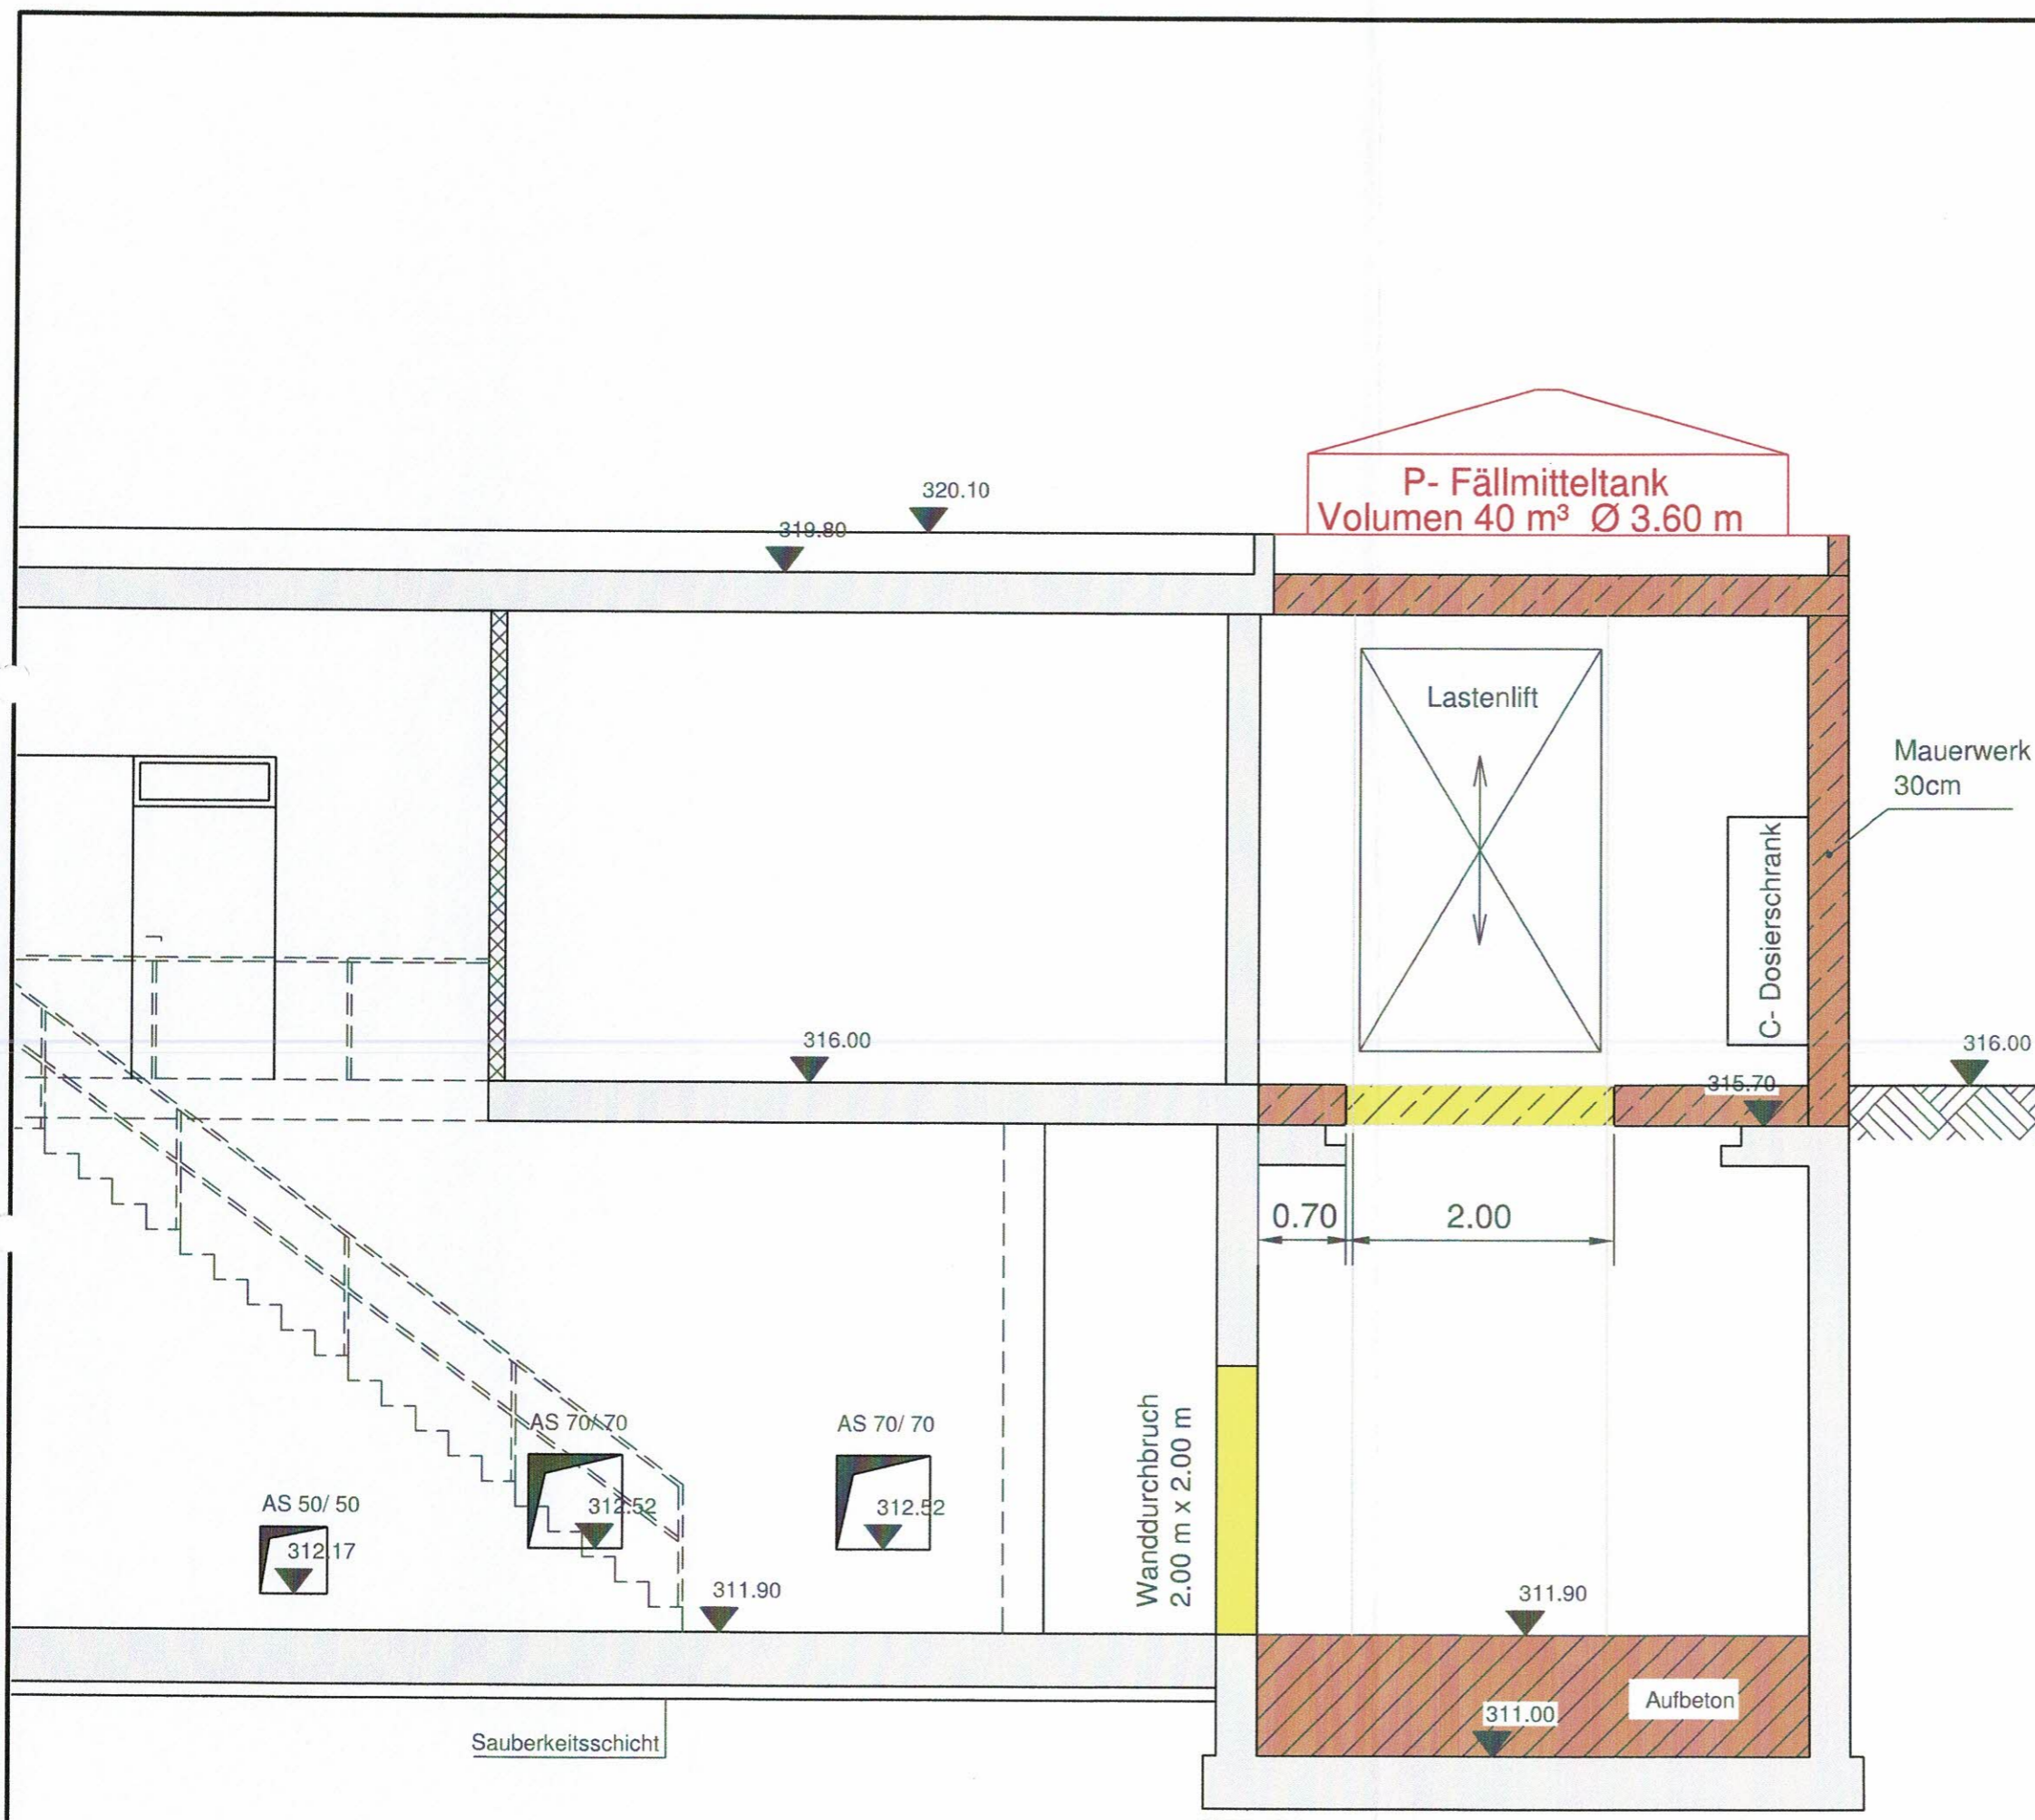 P- Fällmitteltank
Volumen 40 m³ Ø 3.60 m
320.10
319.80
Lastenlift
Mauerwerk
30cm
C- Dosierschrank
316.00
316.00
315.70
0.70
2.00
Wanddurchbruch
2.00 m x 2.00 m
AS 70/ 70
AS 70/ 70
AS 50/ 50
312.52
312.52
312.17
311.90
311.90
Aufbeton
311.00
Sauberkeitsschicht